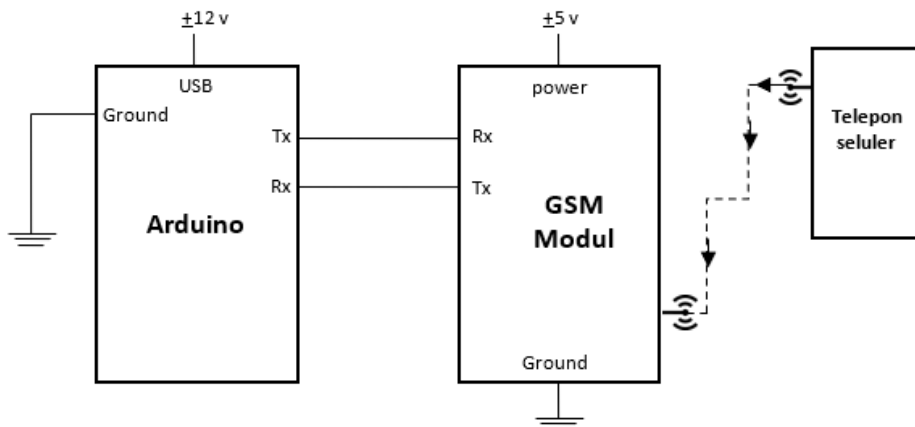 ±12 v
USB
Ground
Tx
Rx
Arduino
±5 v
power
Rx
Tx
GSM
Modul
Ground
Telepon
seluler